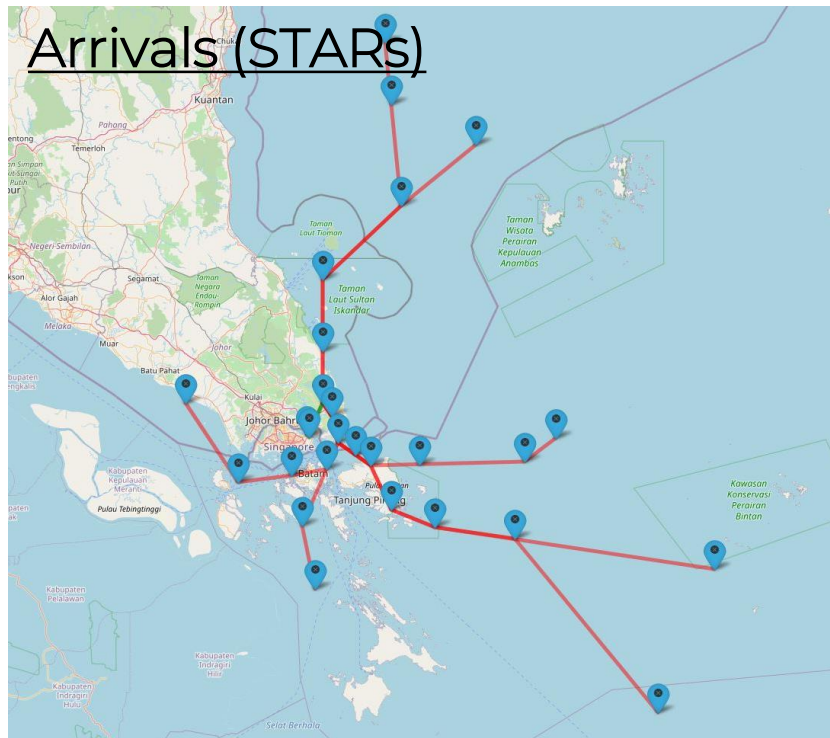 Arrivals (STARs)
Chuk
Kuantan
Pahang
entong
Temerloh
Taman
Laut Tioman
Taman
Wisata
Perairan
Kepulauan
Anambas
Negeri Sembilan
kson
Segamat
Taman
Negara
Endau-
Rompin
Taman
Laut Sultan
Iskandar
Alor Gajah
Melaka
Muar
Johor
Batu Pahat
Kulai
Johor Bahru
Singapore
Batam
Kabupaten
Kepulauan
Meranti
Pulau Tebingtinggi
Tanjung Pinang
Kawasan
Konservasi
Perairan
Bintan
Kabupaten
Pelalawan
Kabupaten
Indragiri
Hilir
Kabupaten
Indragiri
Hulu
Selat Berhala